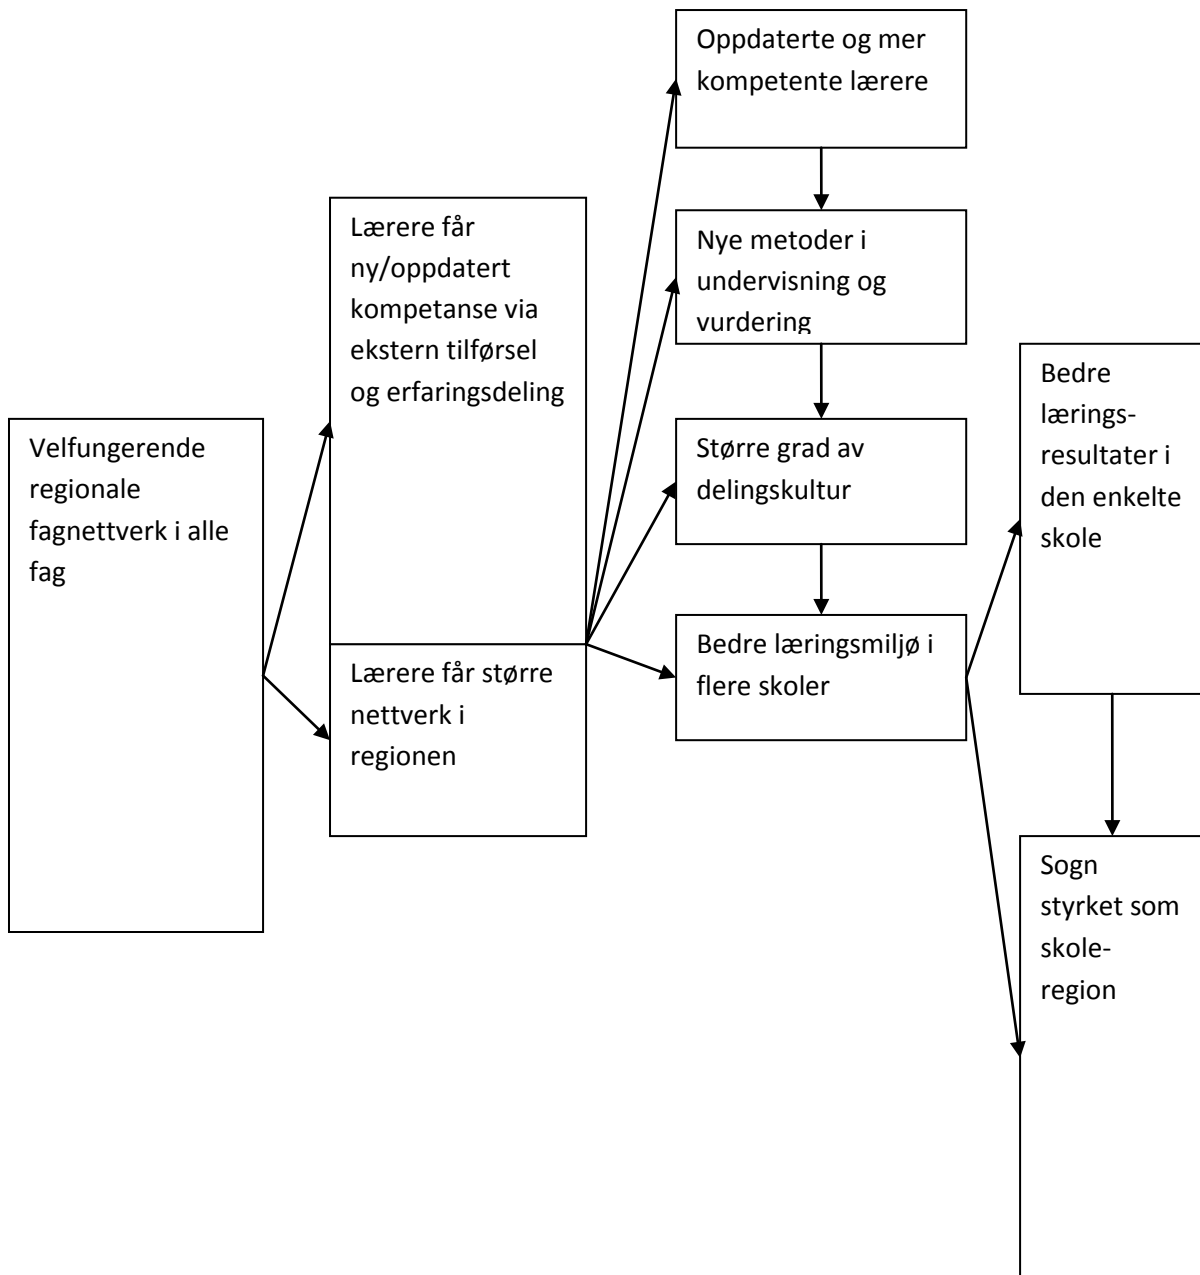 Velfungerende
regionale
fagnettverk i alle
fag
Lærere får
ny/oppdatert
kompetanse via
ekstern tilførsel
og erfaringsdeling
Lærere får større
nettverk i
regionen
Oppdaterte og mer
kompetente lærere
Nye metoder i
undervisning og
vurdering
Større grad av
delingskultur
Bedre læringsmiljø i
flere skoler
Bedre
lærings-
resultater i
den enkelte
skole
Sogn
styrket som
skole-
region